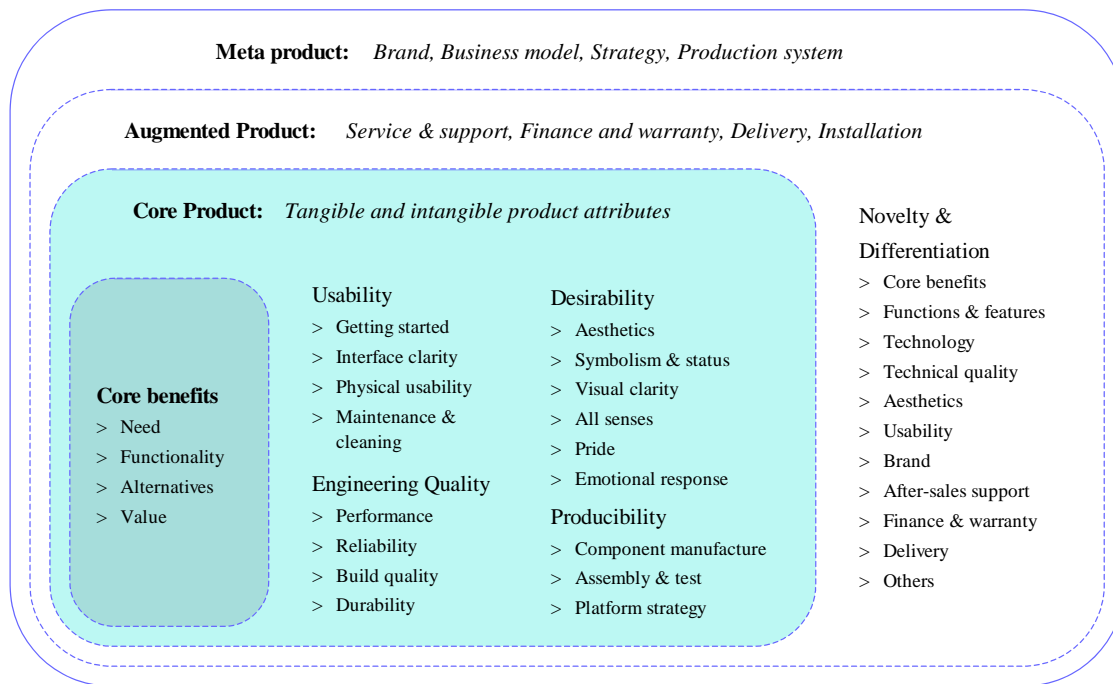 Meta product: Brand, Business model, Strategy, Production system
Augmented Product: Service & support, Finance and warranty, Delivery, Installation
Core Product: Tangible and intangible product attributes
Core benefits
> Need
> Functionality
> Alternatives
> Value
Usability
> Getting started
> Interface clarity
> Physical usability
> Maintenance &
cleaning
Engineering Quality
> Performance
> Reliability
> Build quality
> Durability
Desirability
> Aesthetics
> Symbolism & status
> Visual clarity
> All senses
> Pride
> Emotional response
Producibility
> Component manufacture
> Assembly & test
> Platform strategy
Novelty &
Differentiation
> Core benefits
> Functions & features
> Technology
> Technical quality
> Aesthetics
> Usability
> Brand
> After-sales support
> Finance & warranty
> Delivery
> Others